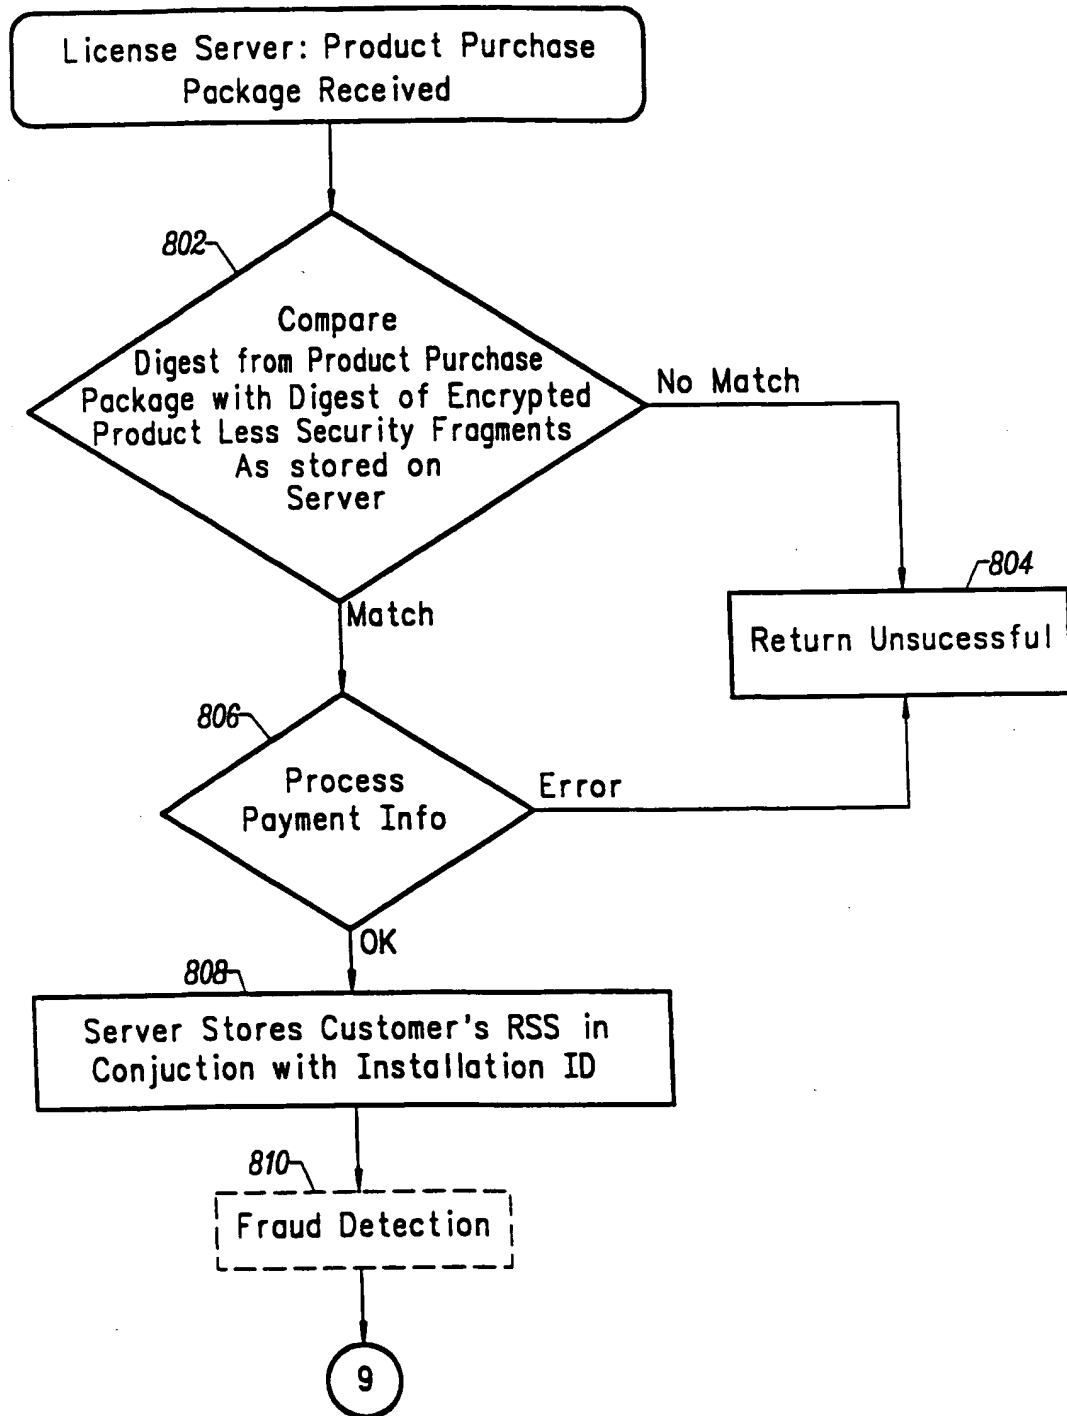 License Server: Product Purchase
Package Received
802
Compare
Digest from Product Purchase
Package with Digest of Encrypted
Product Less Security Fragments
As stored on
Server
No Match
804
Return Unsucessful
Match
806
Process
Payment Info
Error
OK
808
Server Stores Customer's RSS in
Conjuction with Installation ID
810
Fraud Detection
9